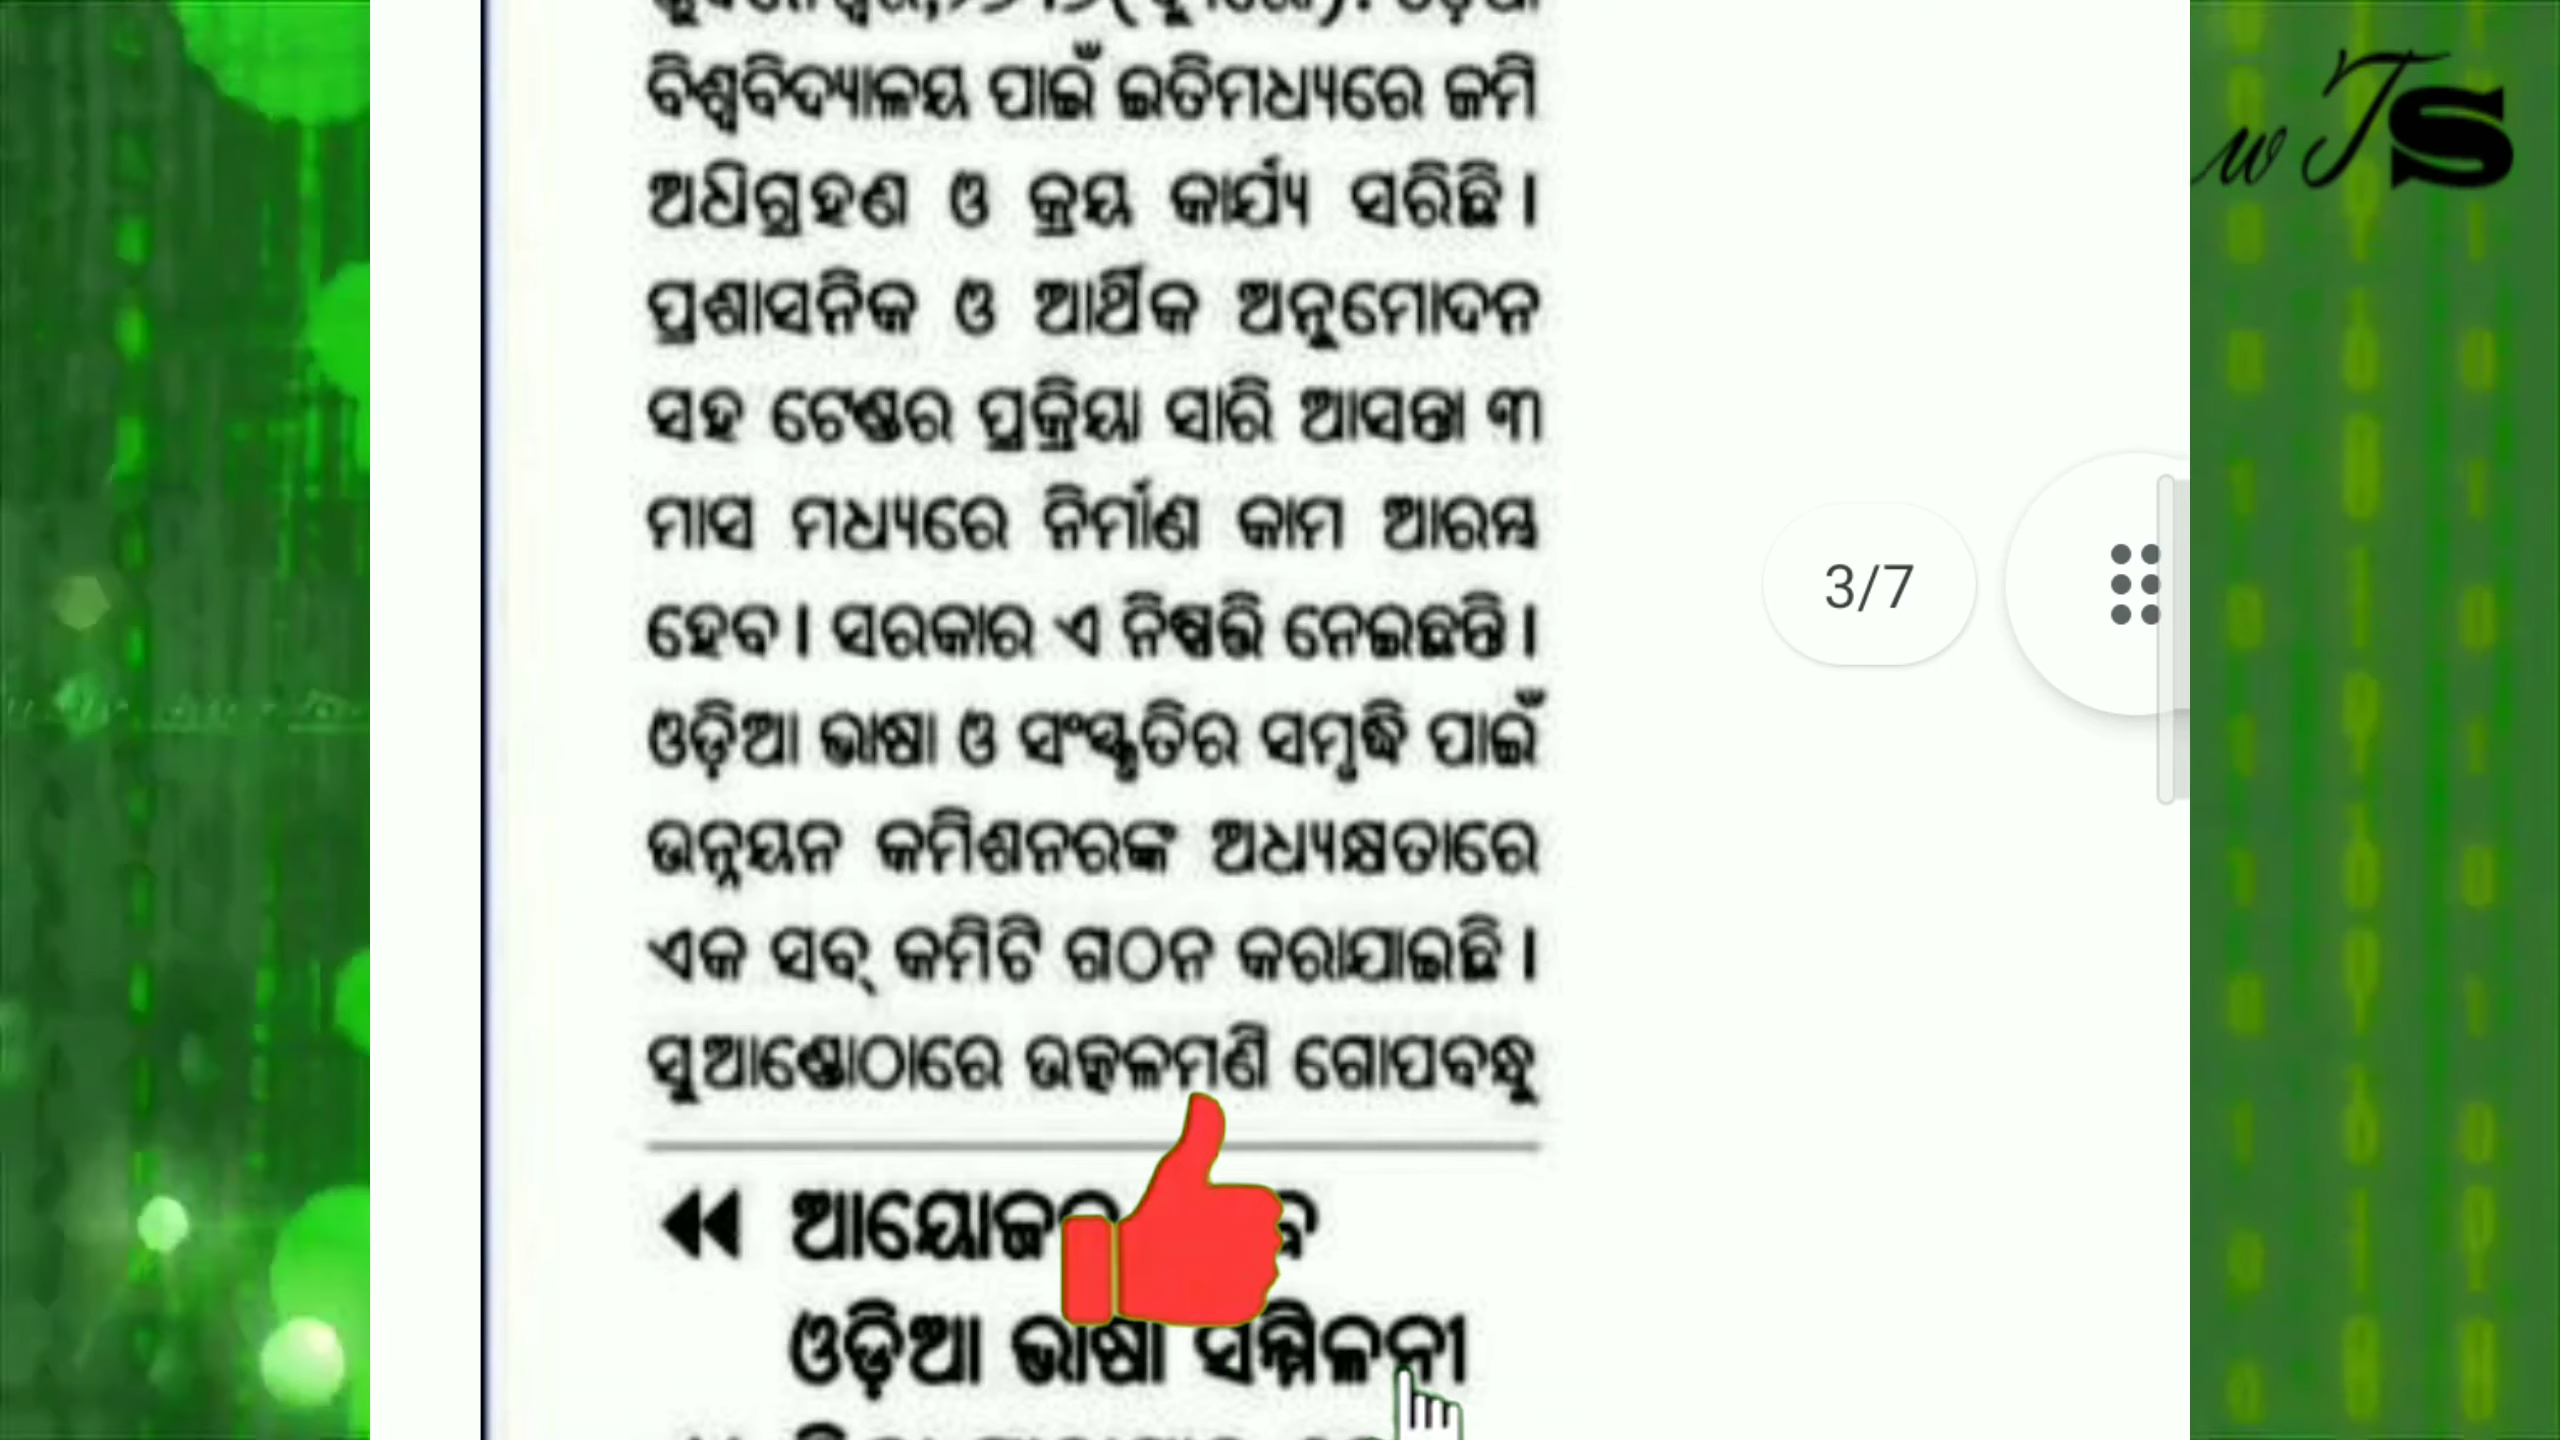 ବିଶ୍ୱବିଦ୍ୟାଳୟ ପାଇଁ ଇତିମଧ୍ୟରେ ଜମି
ଅଧିଗ୍ରହଣ ଓ କ୍ରୟ କାର୍ଯ୍ୟ ସରିଛି।
ପ୍ରଶାସନିକ ଓ ଆର୍ଥିକ ଅନୁମୋଦନ
ସହ ଟେଣ୍ଡର ପ୍ରକ୍ରିୟା ସାରି ଆସନ୍ତା ୩
ମାସ ମଧ୍ୟରେ ନିର୍ମାଣ କାମ ଆରମ୍ଭ
ହେବ। ସରକାର ଏ ନିଷ୍ପତ୍ତି ନେଇଛନ୍ତି।
ଓଡ଼ିଆ ଭାଷା ଓ ସଂସ୍କୃତିର ସମୃଦ୍ଧି ପାଇଁ
ଉନ୍ନୟନ କମିଶନରଙ୍କ ଅଧ୍ୟକ୍ଷତାରେ
ଏକ ସବ୍ କମିଟି ଗଠନ କରାଯାଇଛି।
ସୁଆଣ୍ଡୋଠାରେ ଉତ୍କଳମଣି ଗୋପବନ୍ଧୁ
ଓଡ଼ିଆ ଭାଷା ସମ୍ମିଳନୀ
3/7
w TS